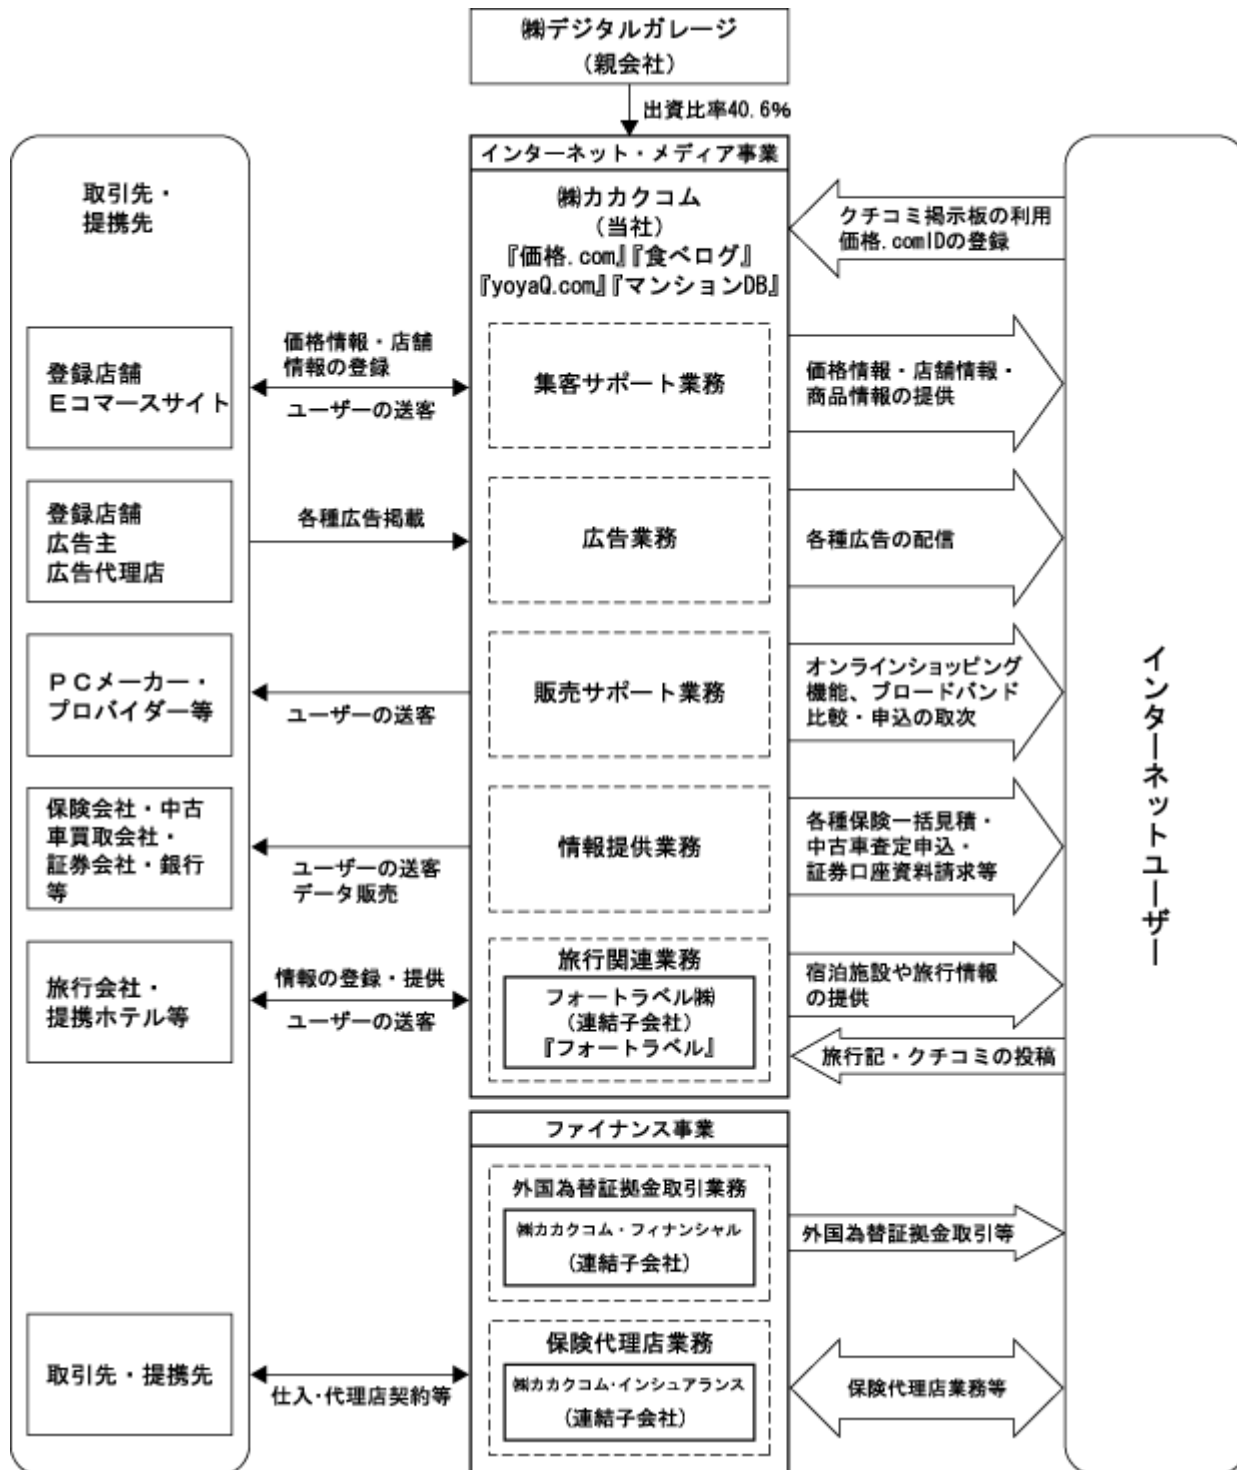 ㈱デジタルガレージ
(親会社)
出資比率40.6%
取引先・
提携先
インターネット・メディア事業
㈱カカクコム
(当社)
『価格.com』『食べログ』
『yoyaQ.com』『マンションDB』
クチコミ掲示板の利用
価格.comIDの登録
登録店舗
Eコマースサイト
価格情報・店舗
情報の登録
ユーザーの送客
集客サポート業務
価格情報・店舗情報・
商品情報の提供
登録店舗
広告主
広告代理店
各種広告掲載
広告業務
各種広告の配信
PCメーカー・
プロバイダー等
ユーザーの送客
販売サポート業務
オンラインショッピング
機能、ブロードバンド
比較・申込の取次
保険会社・中古
車買取会社・
証券会社・銀行
等
ユーザーの送客
データ販売
情報提供業務
各種保険一括見積・
中古車査定申込・
証券口座資料請求等
旅行会社・
提携ホテル等
情報の登録・提供
ユーザーの送客
旅行関連業務
フォートラベル㈱
(連結子会社)
『フォートラベル』
宿泊施設や旅行情報
の提供
旅行記・クチコミの投稿
インターネットユーザー
ファイナンス事業
外国為替証拠金取引業務
㈱カカクコム・フィナンシャル
(連結子会社)
外国為替証拠金取引等
取引先・提携先
仕入・代理店契約等
保険代理店業務
㈱カカクコム・インシュアランス
(連結子会社)
保険代理店業務等